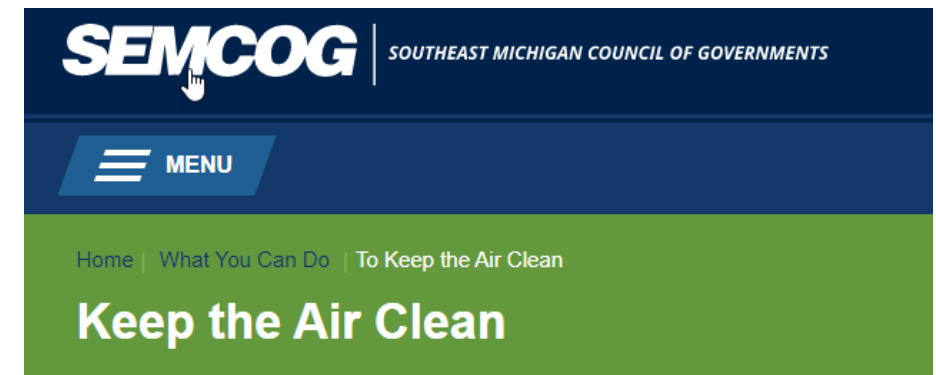 SEMCOG
SOUTHEAST MICHIGAN COUNCIL OF GOVERNMENTS
MENU
Home | What You Can Do | To Keep the Air Clean
Keep the Air Clean